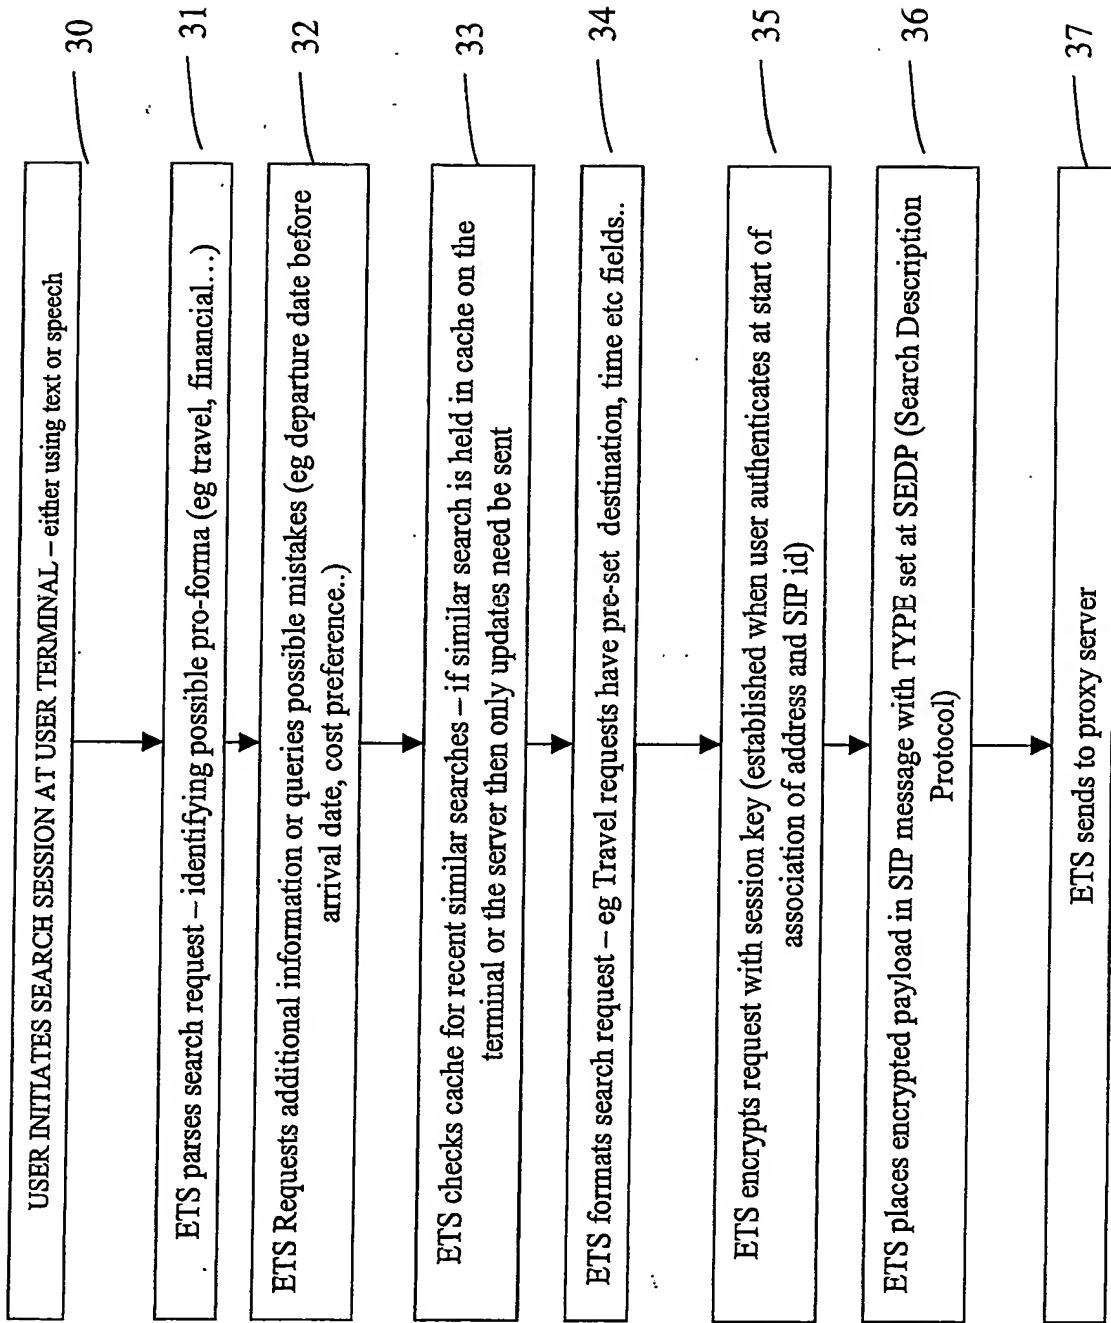 USER INITIATES SEARCH SESSION AT USER TERMINAL – either using text or speech
30
ETS parses search request – identifying possible pro-forma (eg travel, financial...)
31
ETS Requests additional information or queries possible mistakes (eg departure date before
arrival date, cost preference..)
32
ETS checks cache for recent similar searches – if similar search is held in cache on the
terminal or the server then only updates need be sent
33
ETS formats search request – eg Travel requests have pre-set destination, time etc fields..
34
ETS encrypts request with session key (established when user authenticates at start of
association of address and SIP id)
35
ETS places encrypted payload in SIP message with TYPE set at SEDP (Search Description
Protocol)
36
ETS sends to proxy server
37